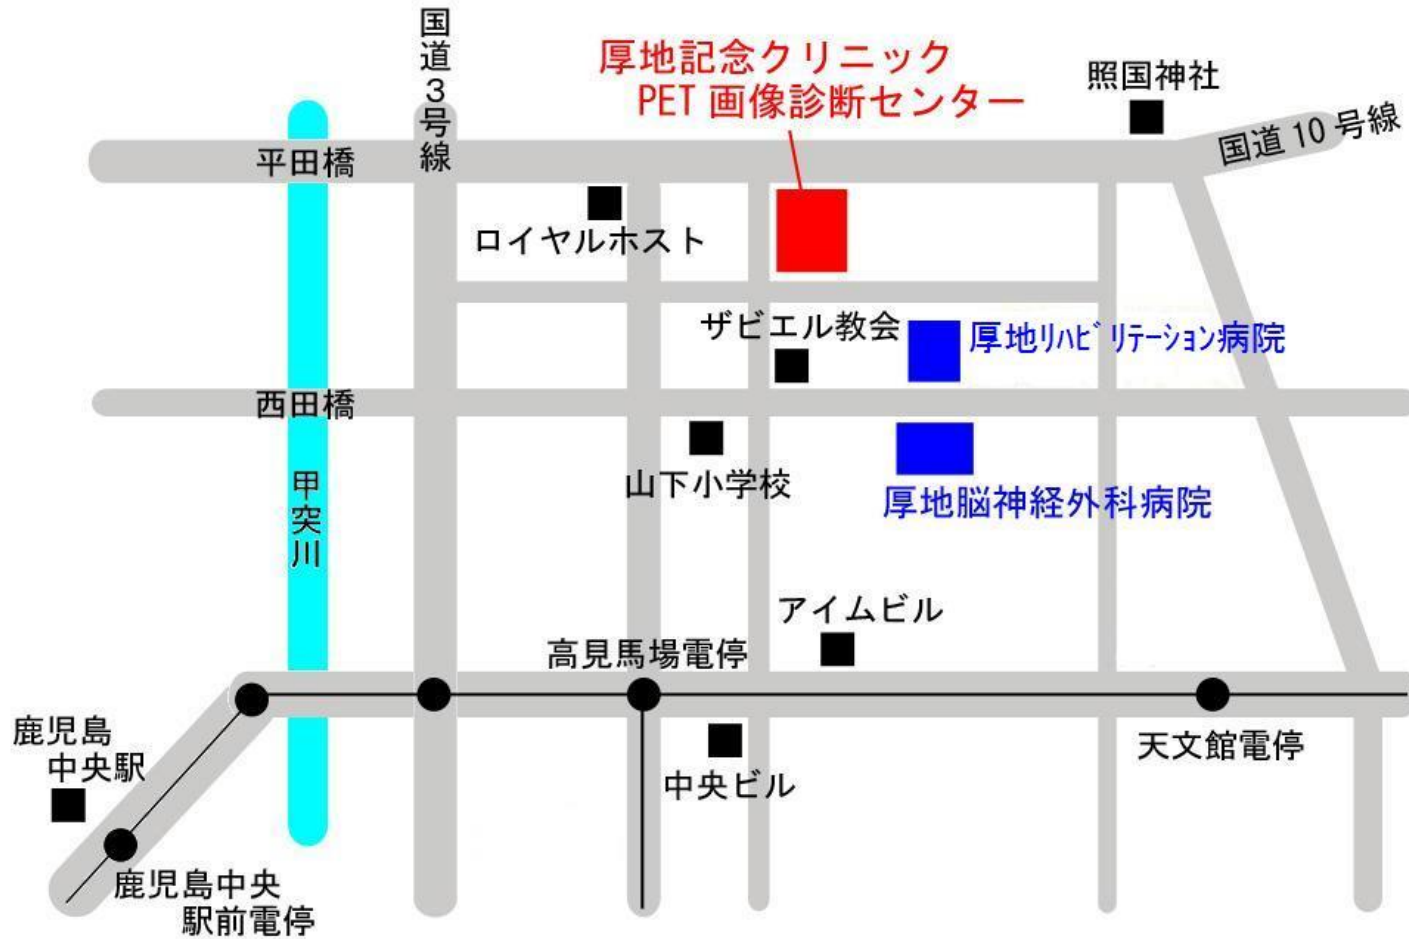 国道3号線
厚地記念クリニック
PET 画像診断センター
照国神社
国道 10 号線
平田橋
ロイヤルホスト
ザビエル教会
厚地ﾘﾊﾋﾞﾘﾃｰｼｮﾝ病院
西田橋
山下小学校
甲突川
厚地脳神経外科病院
アイムビル
高見馬場電停
鹿児島
中央駅
天文館電停
中央ビル
鹿児島中央
駅前電停